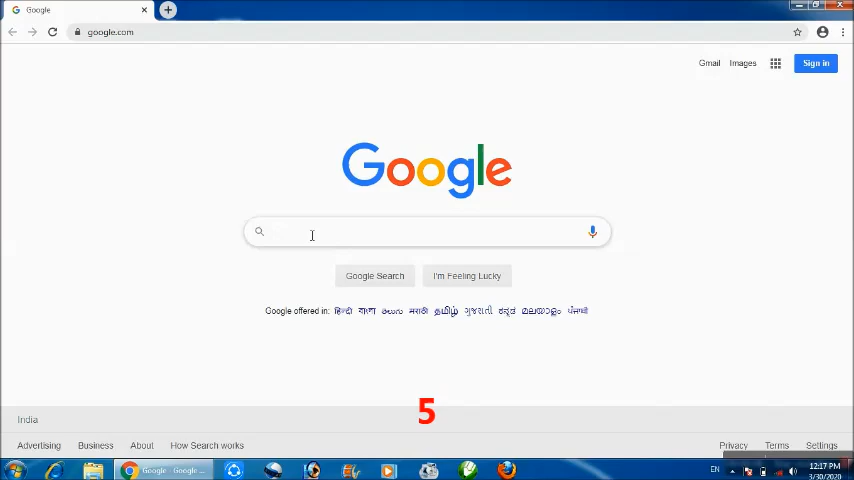 Google
google.com
Gmail Images Sign in
Google
Google Search I'm Feeling Lucky
Google offered in: हिन्दी বাংলা తెలుగు मराठी தமிழ் ગુજરાતી ಕನ್ನಡ മലയാളം ਪੰਜਾਬੀ
5
India
Advertising Business About How Search works Privacy Terms Settings
Google - Google ... EN 12:17 PM
3/30/2020